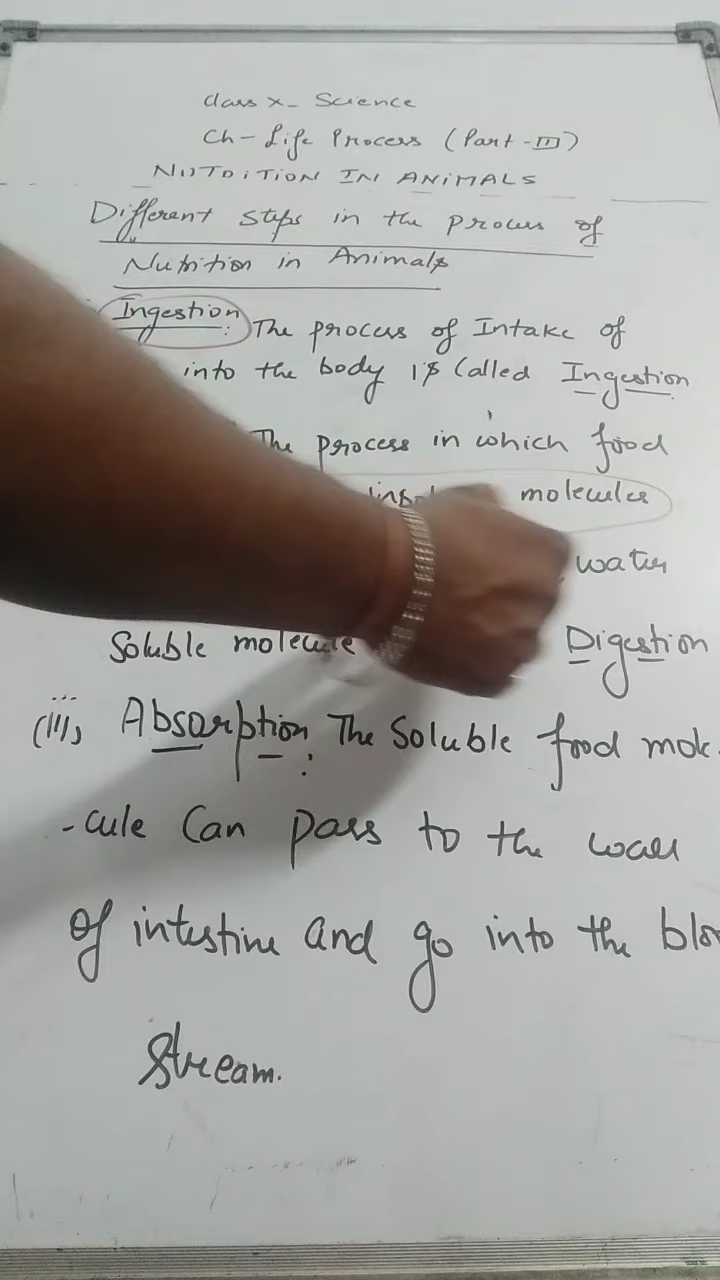 class X- Science
Ch- Life Process (Part-III)
NUTDITION IN ANIMALS
Different Steps in the Process of
Nutrition in Animals
Ingestion: The process of Intake of
into the body is Called Ingestion
The process in which food
molecules
water
Soluble molecule Digestion
(iii) Absorption: The Soluble food mole
-cule Can pass to the wall
of intestine and go into the bloo
Stream.